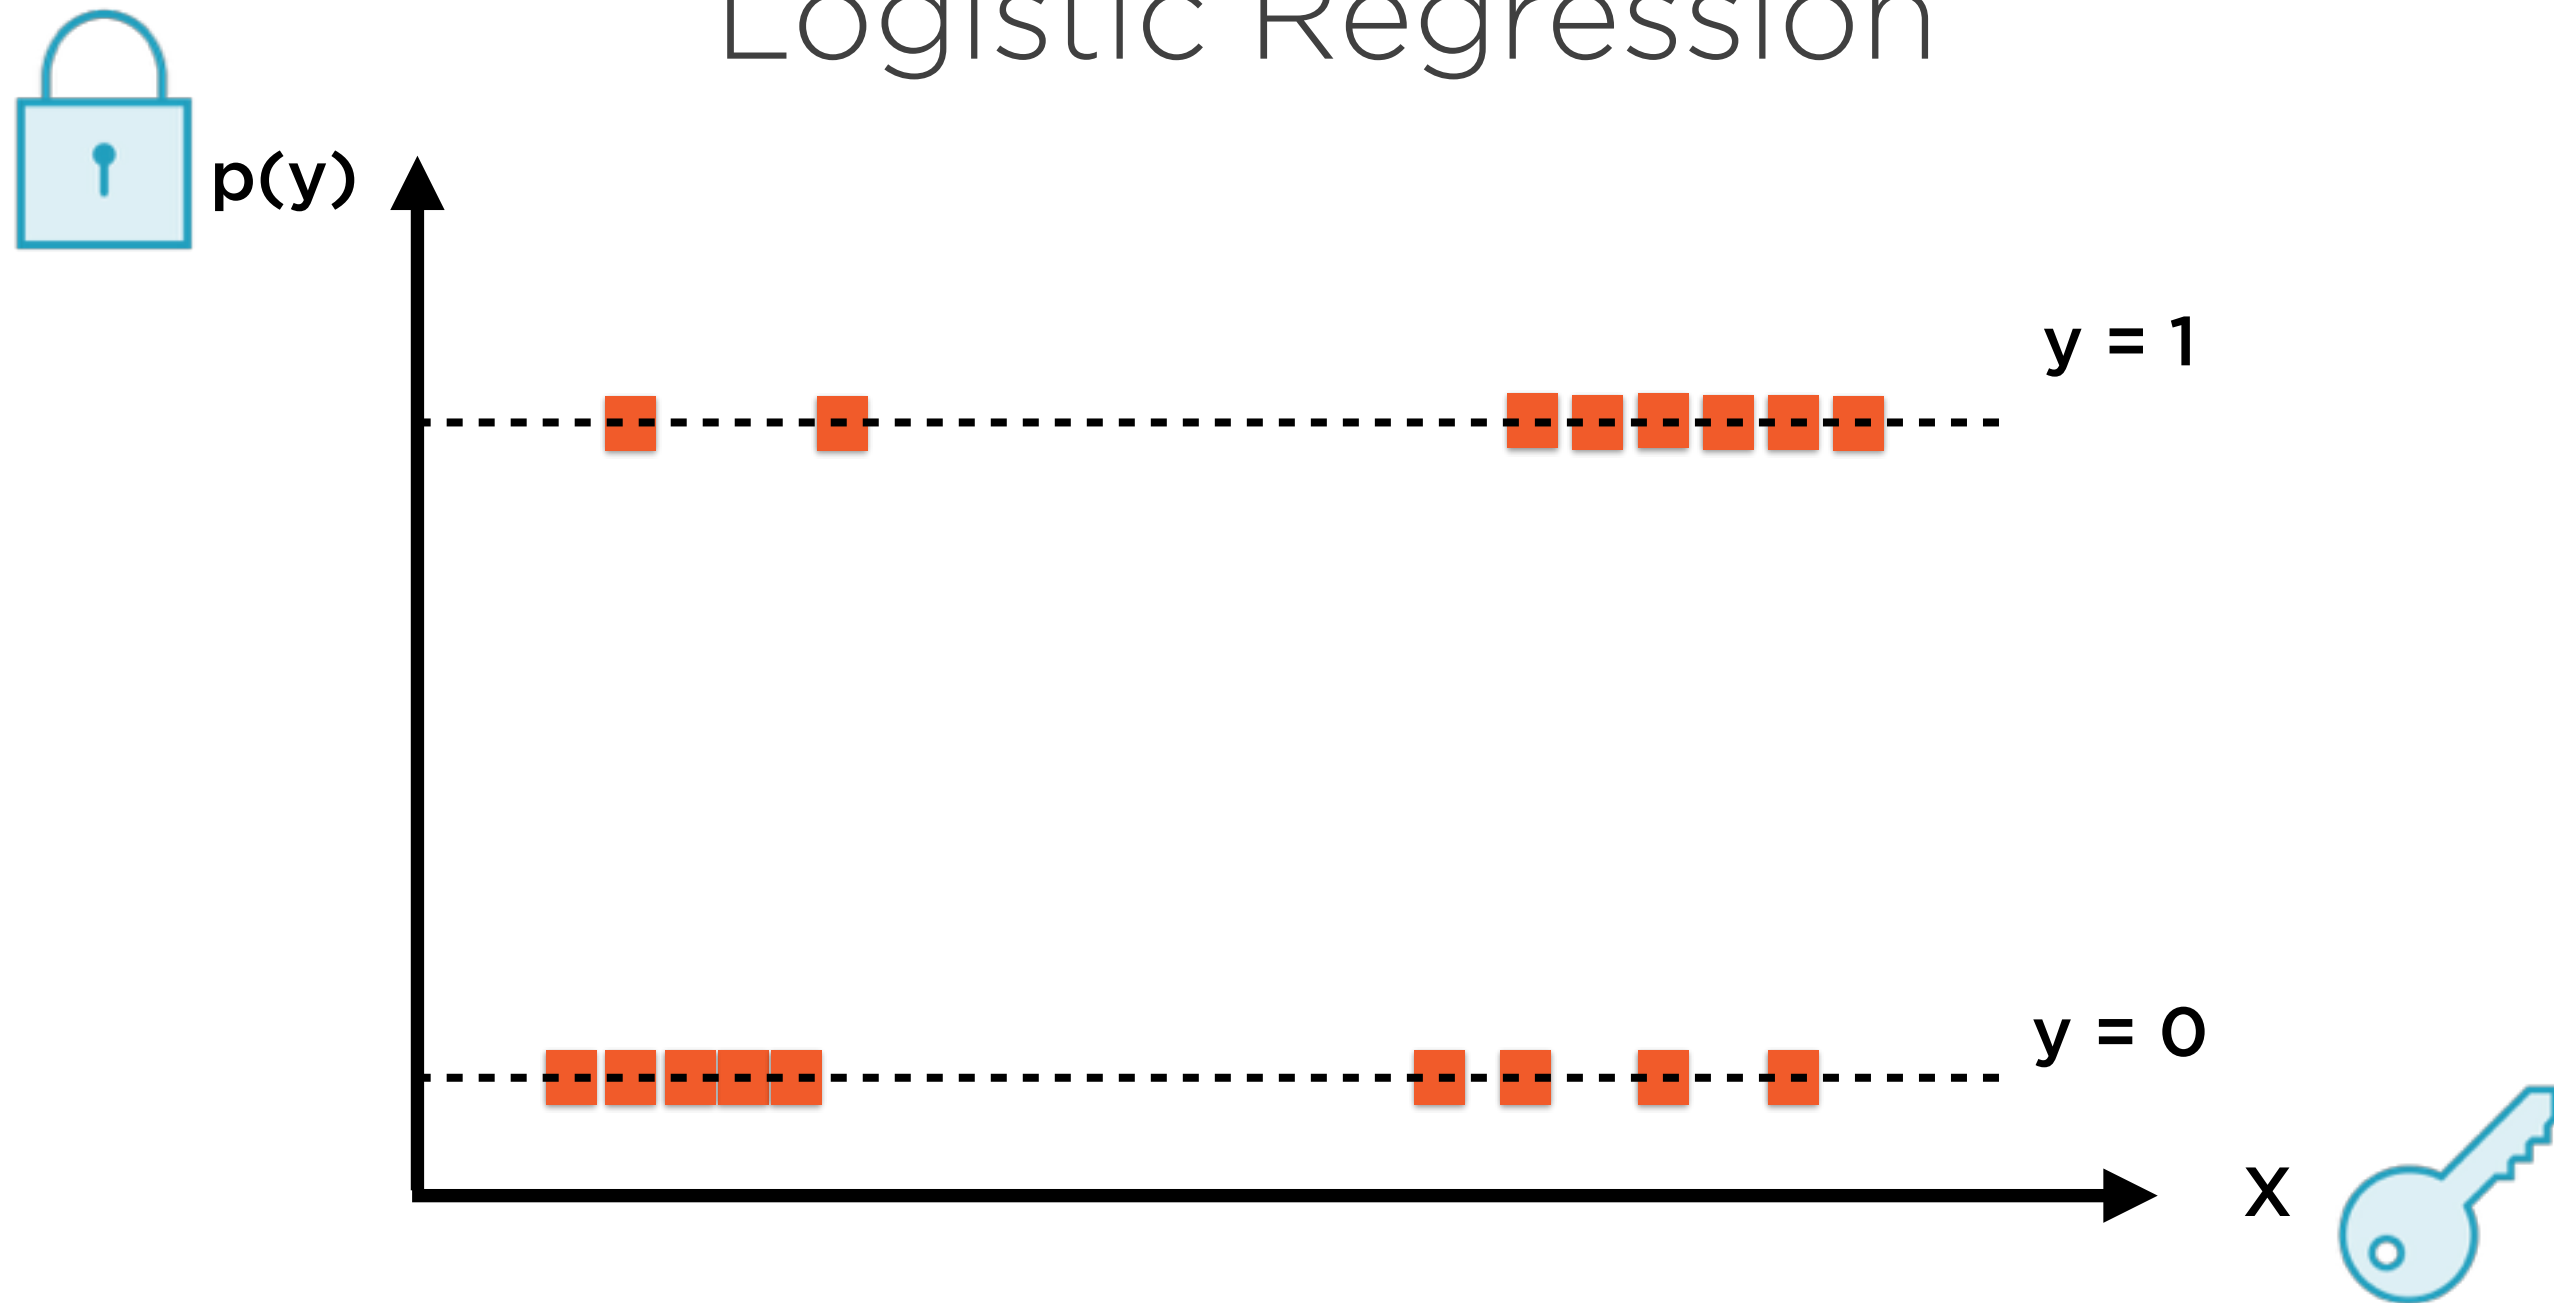 Logistic Regression
p(y)
y = 1
y = 0
X